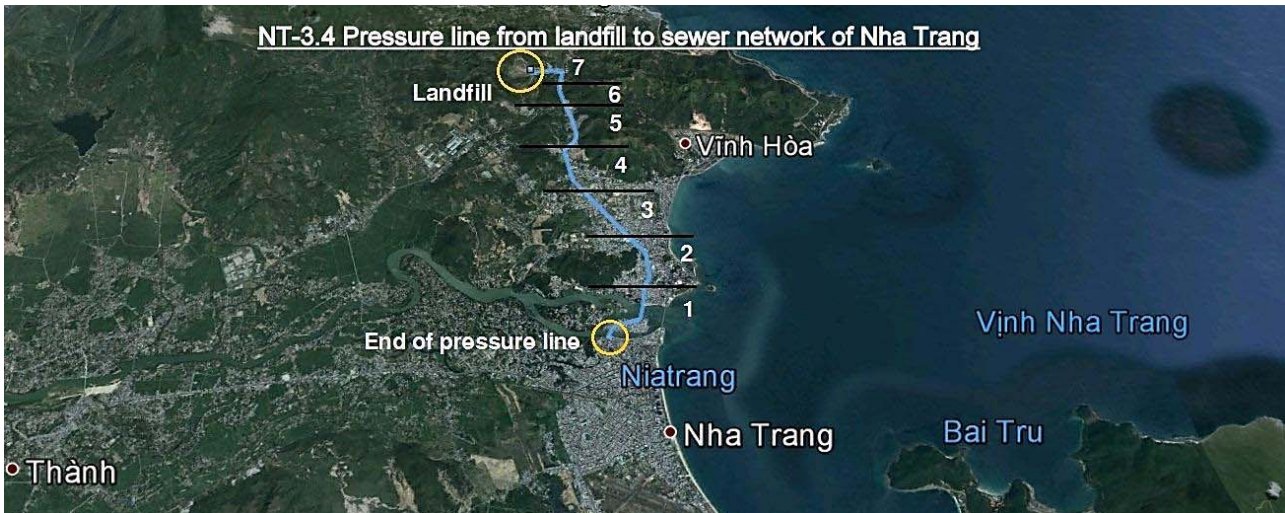 NT-3.4 Pressure line from landfill to sewer network of Nha Trang
7
Landfill
6
5
Vĩnh Hòa
4
3
2
1
Vịnh Nha Trang
End of pressure line
Niatrang
Nha Trang
Bai Tru
Thành